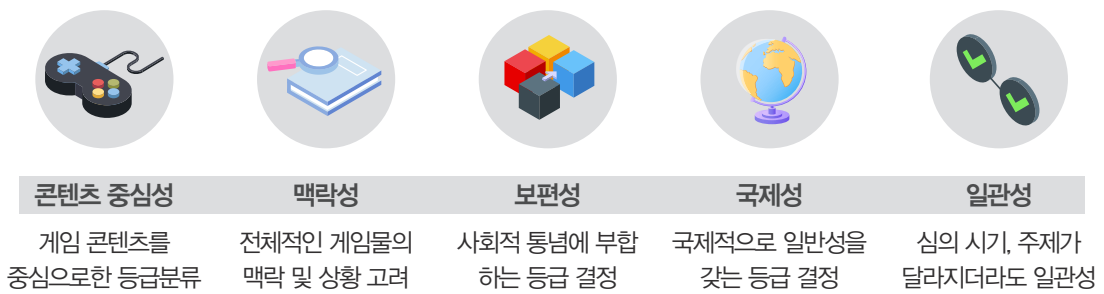 콘텐츠 중심성
게임 콘텐츠를
중심으로한 등급분류
맥락성
전체적인 게임물의
맥락 및 상황 고려
보편성
사회적 통념에 부합
하는 등급 결정
국제성
국제적으로 일반성을
갖는 등급 결정
일관성
심의 시기, 주제가
달라지더라도 일관성